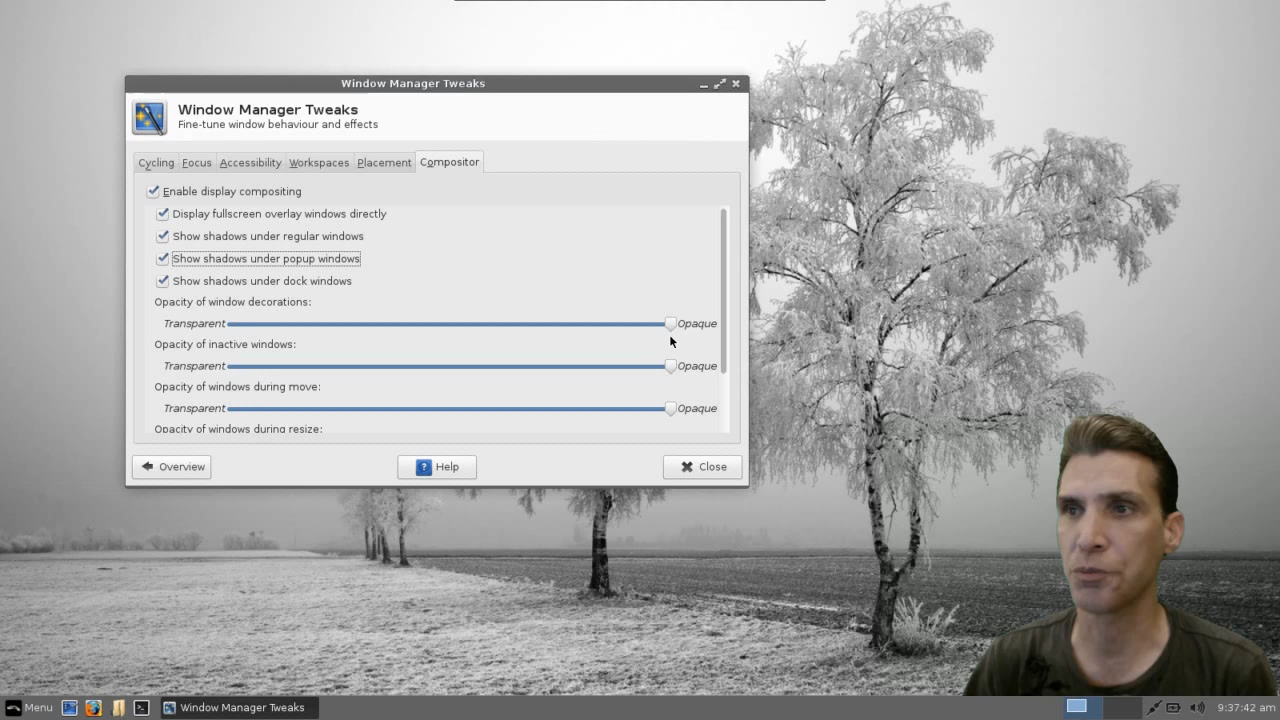 Window Manager Tweaks
Window Manager Tweaks
Fine-tune window behaviour and effects
Cycling Focus Accessibility Workspaces Placement Compositor
Enable display compositing
Display fullscreen overlay windows directly
Show shadows under regular windows
Show shadows under popup windows
Show shadows under dock windows
Opacity of window decorations:
Transparent Opaque
Opacity of inactive windows:
Transparent Opaque
Opacity of windows during move:
Transparent Opaque
Opacity of windows during resize:
Overview ? Help Close
Menu Window Manager Tweaks 9:37:42 am